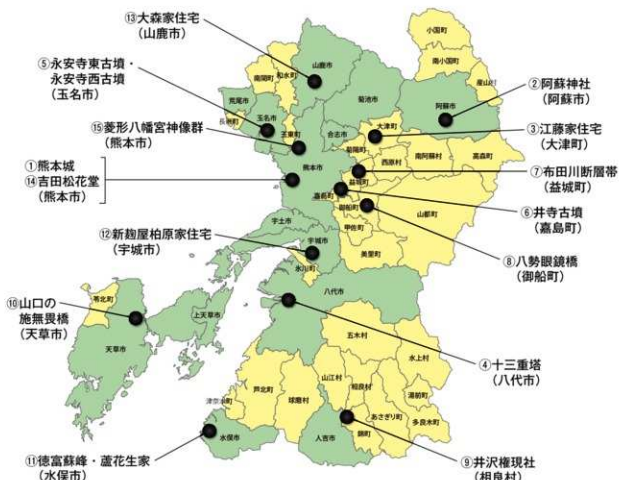 ⑬大森家住宅
(山鹿市)
⑤永安寺東古墳・
永安寺西古墳
(玉名市)
⑮菱形八幡宮神像群
(熊本市)
①熊本城
⑭吉田松花堂
(熊本市)
⑫新麹屋柏原家住宅
(宇城市)
⑩山口の
施無畏橋
(天草市)
⑪徳富蘇峰・蘆花生家
(水俣市)
②阿蘇神社
(阿蘇市)
③江藤家住宅
(大津町)
⑦布田川断層帯
(益城町)
⑥井寺古墳
(嘉島町)
⑧八勢眼鏡橋
(御船町)
④十三重塔
(八代市)
⑨井沢権現社
(相良村)
小国町
南小国町
産山村
山鹿市
和水町
南関町
菊池市
阿蘇市
荒尾市
玉名市
長洲町
玉東町
合志市
大津町
菊陽町
西原村
南阿蘇村
高森町
熊本市
益城町
嘉島町
御船町
山都町
宇土市
甲佐町
宇城市
美里町
氷川町
八代市
苓北町
上天草市
天草市
五木村
水上村
芦北町
球磨村
山江村
相良村
湯前町
津奈木町
あさぎり町
多良木町
錦町
水俣市
人吉市